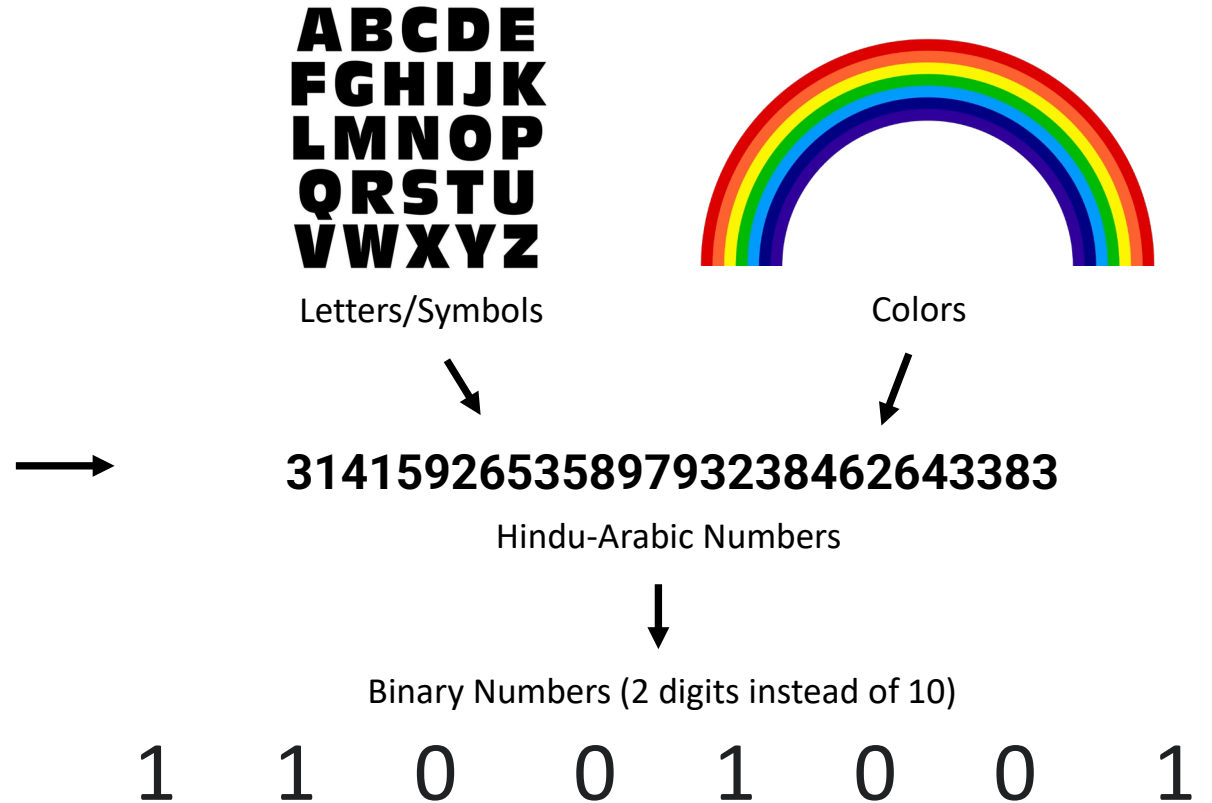 ABCDE
FGHIJK
LMNOP
QRSTU
VWXYZ
Letters/Symbols
Colors
3141592653589793238462643383
Hindu-Arabic Numbers
Binary Numbers (2 digits instead of 10)
1 1 0 0 1 0 0 1